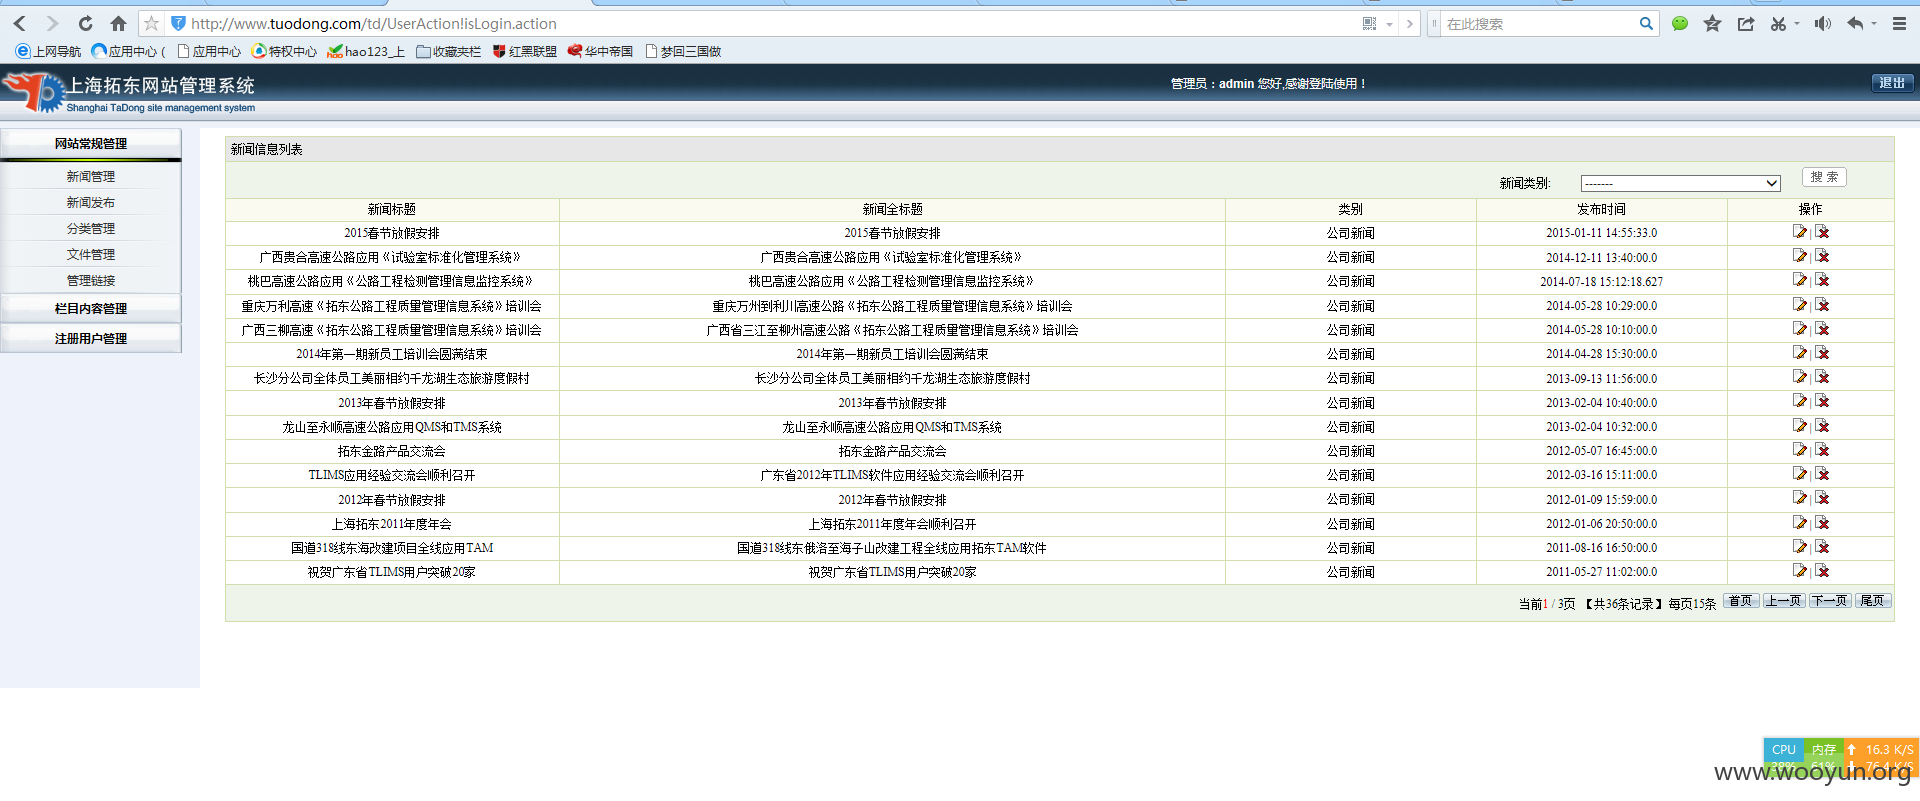 http://www.tuodong.com/td/UserAction!isLogin.action
在此搜索
上网导航 应用中心 ( 应用中心 特权中心 hao123_上 收藏夹栏 红黑联盟 华中帝国 梦回三国做
上海拓东网站管理系统
Shanghai TaDong site management system
管理员：admin 您好,感谢登陆使用！
退出
网站常规管理
新闻管理
新闻发布
分类管理
文件管理
管理链接
栏目内容管理
注册用户管理
新闻信息列表
新闻类别: ------- 搜 索
新闻标题 新闻全标题 类别 发布时间 操作
2015春节放假安排 2015春节放假安排 公司新闻 2015-01-11 14:55:33.0 |
广西贵合高速公路应用《试验室标准化管理系统》 广西贵合高速公路应用《试验室标准化管理系统》 公司新闻 2014-12-11 13:40:00.0 |
桃巴高速公路应用《公路工程检测管理信息监控系统》 桃巴高速公路应用《公路工程检测管理信息监控系统》 公司新闻 2014-07-18 15:12:18.627 |
重庆万利高速《拓东公路工程质量管理信息系统》培训会 重庆万州到利川高速公路《拓东公路工程质量管理信息系统》培训会 公司新闻 2014-05-28 10:29:00.0 |
广西三柳高速《拓东公路工程质量管理信息系统》培训会 广西省三江至柳州高速公路《拓东公路工程质量管理信息系统》培训会 公司新闻 2014-05-28 10:10:00.0 |
2014年第一期新员工培训会圆满结束 2014年第一期新员工培训会圆满结束 公司新闻 2014-04-28 15:30:00.0 |
长沙分公司全体员工美丽相约千龙湖生态旅游度假村 长沙分公司全体员工美丽相约千龙湖生态旅游度假村 公司新闻 2013-09-13 11:56:00.0 |
2013年春节放假安排 2013年春节放假安排 公司新闻 2013-02-04 10:40:00.0 |
龙山至永顺高速公路应用QMS和TMS系统 龙山至永顺高速公路应用QMS和TMS系统 公司新闻 2013-02-04 10:32:00.0 |
拓东金路产品交流会 拓东金路产品交流会 公司新闻 2012-05-07 16:45:00.0 |
TLIMS应用经验交流会顺利召开 广东省2012年TLIMS软件应用经验交流会顺利召开 公司新闻 2012-03-16 15:11:00.0 |
2012年春节放假安排 2012年春节放假安排 公司新闻 2012-01-09 15:59:00.0 |
上海拓东2011年度年会 上海拓东2011年度年会顺利召开 公司新闻 2012-01-06 20:50:00.0 |
国道318线东海改建项目全线应用TAM 国道318线东俄洛至海子山改建工程全线应用拓东TAM软件 公司新闻 2011-08-16 16:50:00.0 |
祝贺广东省TLIMS用户突破20家 祝贺广东省TLIMS用户突破20家 公司新闻 2011-05-27 11:02:00.0 |
当前1 / 3页 【共36条记录】 每页15条 首页 上一页 下一页 尾页
CPU 内存 16.3 K/S
61% 76.4 K/S
www.wooyun.org